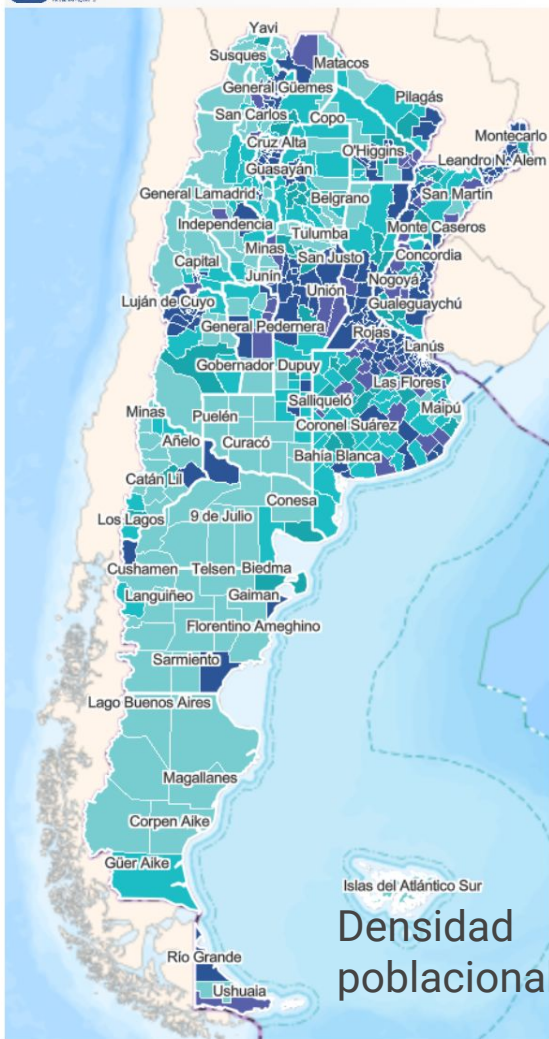 Yavi
Susques
Matacos
General Güemes
Pilagás
San Carlos
Copo
Montecarlo
Cruz Alta
O'Higgins
Leandro N. Alem
Guasayán
General Lamadrid
Belgrano
San Martín
Independencia
Tulumba
Monte Caseros
Minas
San Justo
Concordia
Capital
Junín
Nogoyá
Unión
Luján de Cuyo
Gualeguaychú
General Pedernera
Rojas
Lanús
Gobernador Dupuy
Las Flores
Salliqueló
Maipú
Minas
Puelén
Coronel Suárez
Añelo
Curacó
Bahía Blanca
Catán Lil
Conesa
Los Lagos
9 de Julio
Cushamen
Telsen
Biedma
Languiñeo
Gaiman
Florentino Ameghino
Sarmiento
Lago Buenos Aires
Magallanes
Corpen Aike
Güer Aike
Islas del Atlántico Sur
Densidad
poblaciona
Río Grande
Ushuaia